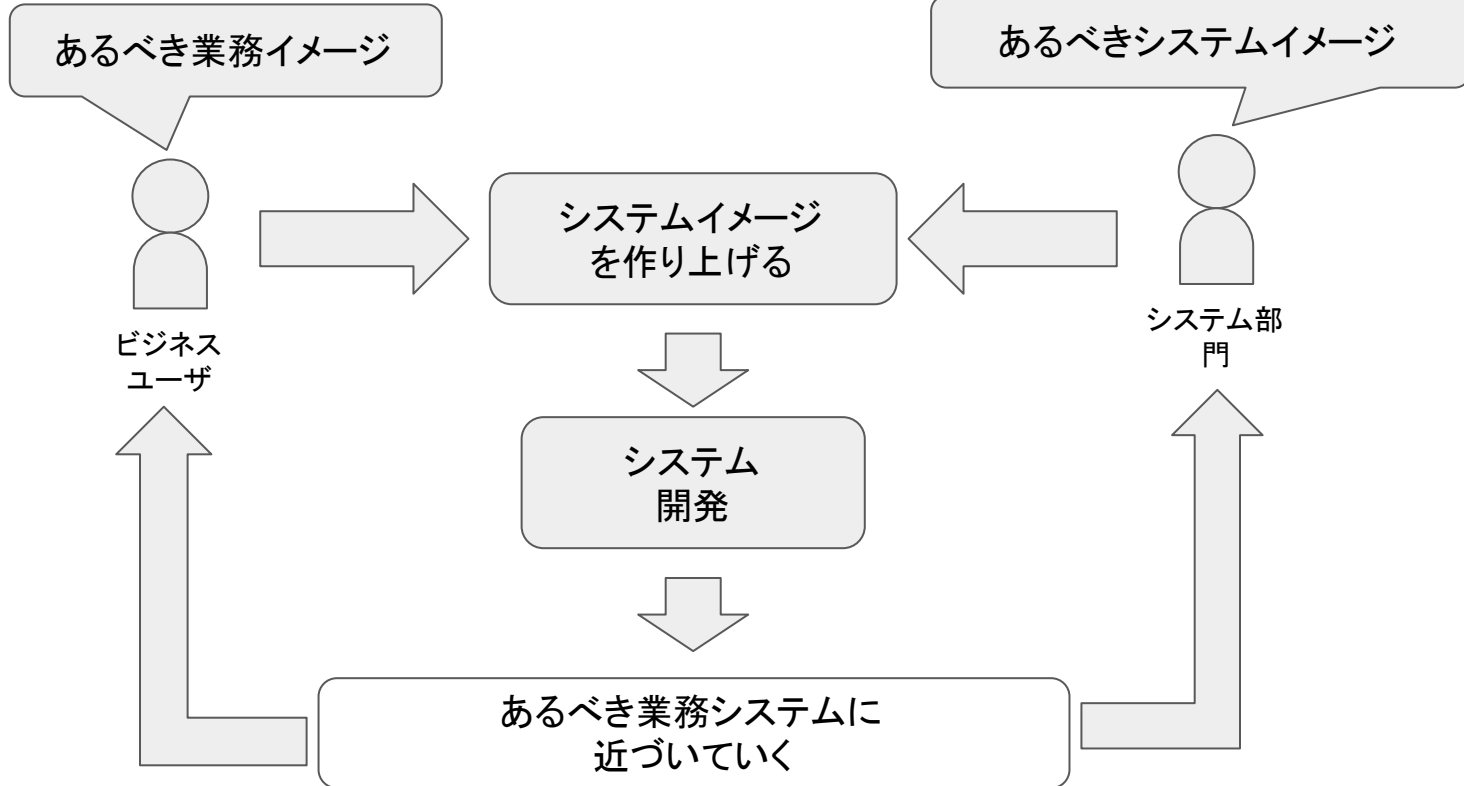 あるべき業務イメージ
あるべきシステムイメージ
システムイメージ
を作り上げる
ビジネス
ユーザ
システム部
門
システム
開発
あるべき業務システムに
近づいていく